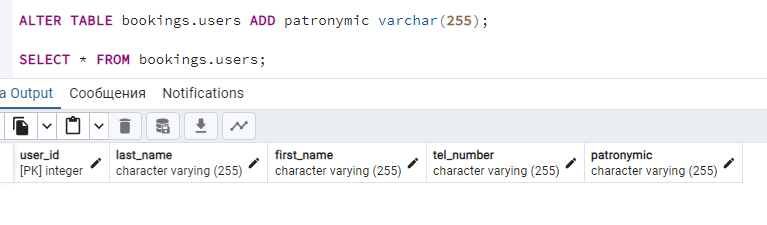 ALTER TABLE bookings.users ADD patronymic varchar(255);
SELECT * FROM bookings.users;
a Output Сообщения Notifications
user_id last_name first_name tel_number patronymic
[PK] integer character varying (255) character varying (255) character varying (255) character varying (255)